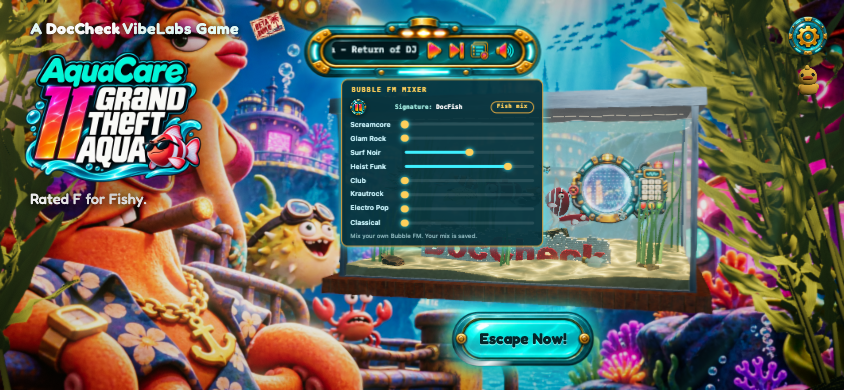 A DocCheck VibeLabs Game
AquaCare
11 GRAND
THEFT
AQUA
Rated F for Fishy.
- Return of DJ
BUBBLE FM MIXER
Signature: DocFish
Fish mix
Screamcore
Glam Rock
Surf Noir
Heist Funk
Club
Krautrock
Electro Pop
Classical
Mix your own Bubble FM. Your mix is saved.
DocCheck
Escape Now!